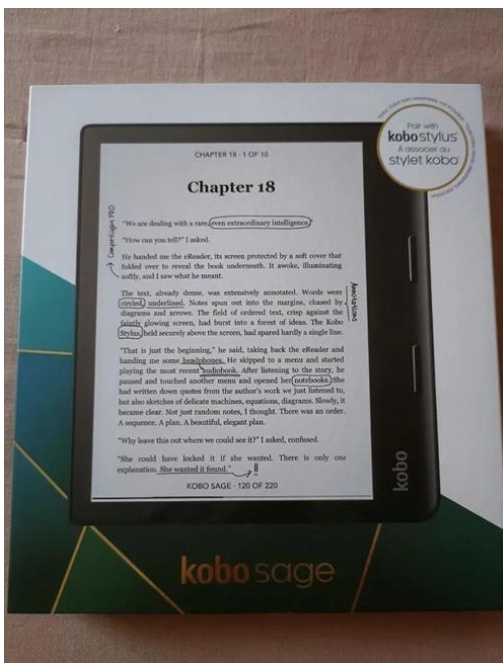 Pair with
kobo stylus
À associer au
stylet kobo
CHAPTER 18 · 1 OF 10
Chapter 18
"We are dealing with a rare, even extraordinary intelligence."
"How can you tell?" I asked.
He handed me the eReader, its screen protected by a soft cover that
folded over to reveal the book underneath. It awoke, illuminating
softly, and I saw what he meant.
The text, already dense, was extensively annotated. Words were
circled, underlined. Notes spun out into the margins, chased by
diagrams and arrows. The field of ordered text, crisp against the
faintly glowing screen, had burst into a forest of ideas. The Kobo
Stylus, held securely above the screen, had spared hardly a single line.
Annotations
"That is just the beginning," he said, taking back the eReader and
handing me some headphones. He skipped to a menu and started
playing the most recent audiobook. After listening to the story, he
paused and touched another menu and opened her notebooks. She
had written down quotes from the author's work we just listened to,
but also sketches of delicate machines, equations, diagrams. Slowly, it
became clear. Not just random notes, I thought. There was an order.
A sequence. A plan. A beautiful, elegant plan.
"Why leave this out where we could see it?" I asked, confused.
"She could have locked it if she wanted. There is only one
explanation. She wanted it found."
!!
KOBO SAGE · 120 OF 220
kobo
kobo sage